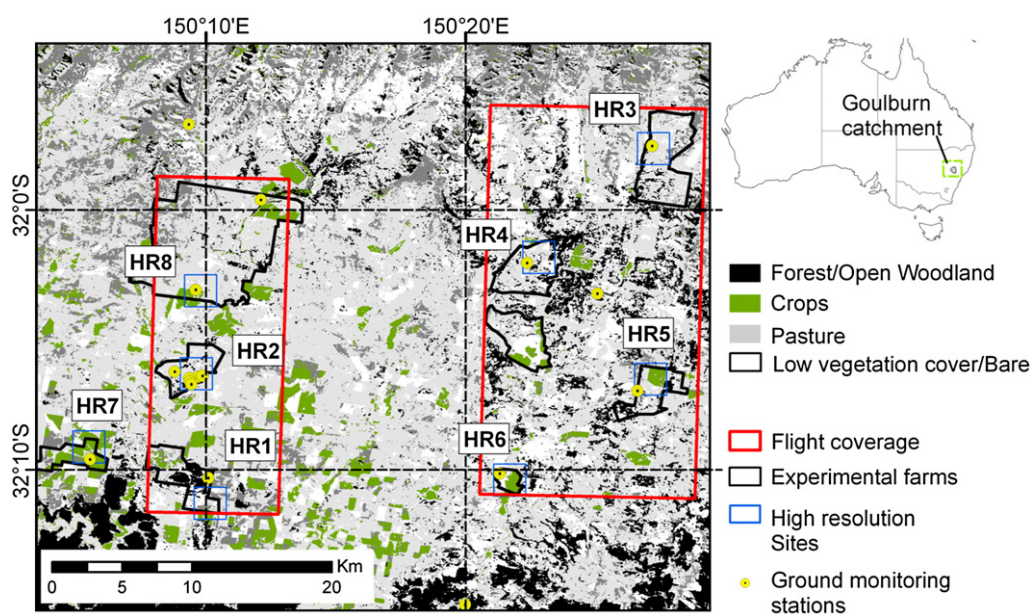 150°10'E
150°20'E
32°0'S
32°10'S
HR3
HR4
HR8
HR5
HR2
HR7
HR1
HR6
Km
0
5
10
20
Goulburn
catchment
Forest/Open Woodland
Crops
Pasture
Low vegetation cover/Bare
Flight coverage
Experimental farms
High resolution
Sites
Ground monitoring
stations